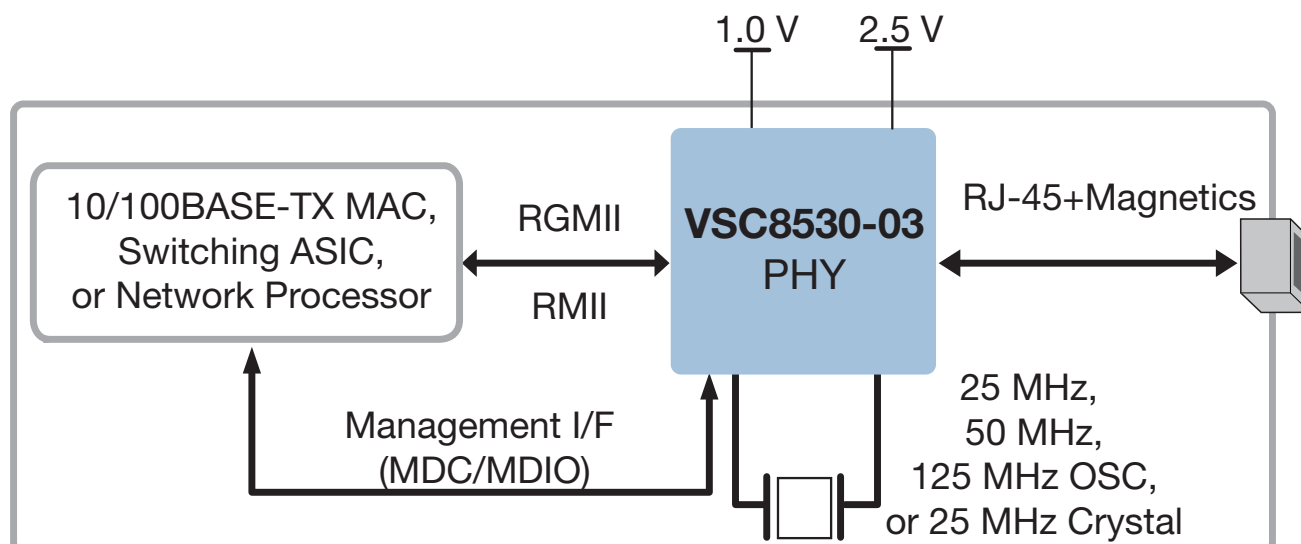 1.0 V
2.5 V
10/100BASE-TX MAC,
Switching ASIC,
or Network Processor
RGMII
RMII
VSC8530-03
PHY
RJ-45+Magnetics
Management I/F
(MDC/MDIO)
25 MHz,
50 MHz,
125 MHz OSC,
or 25 MHz Crystal